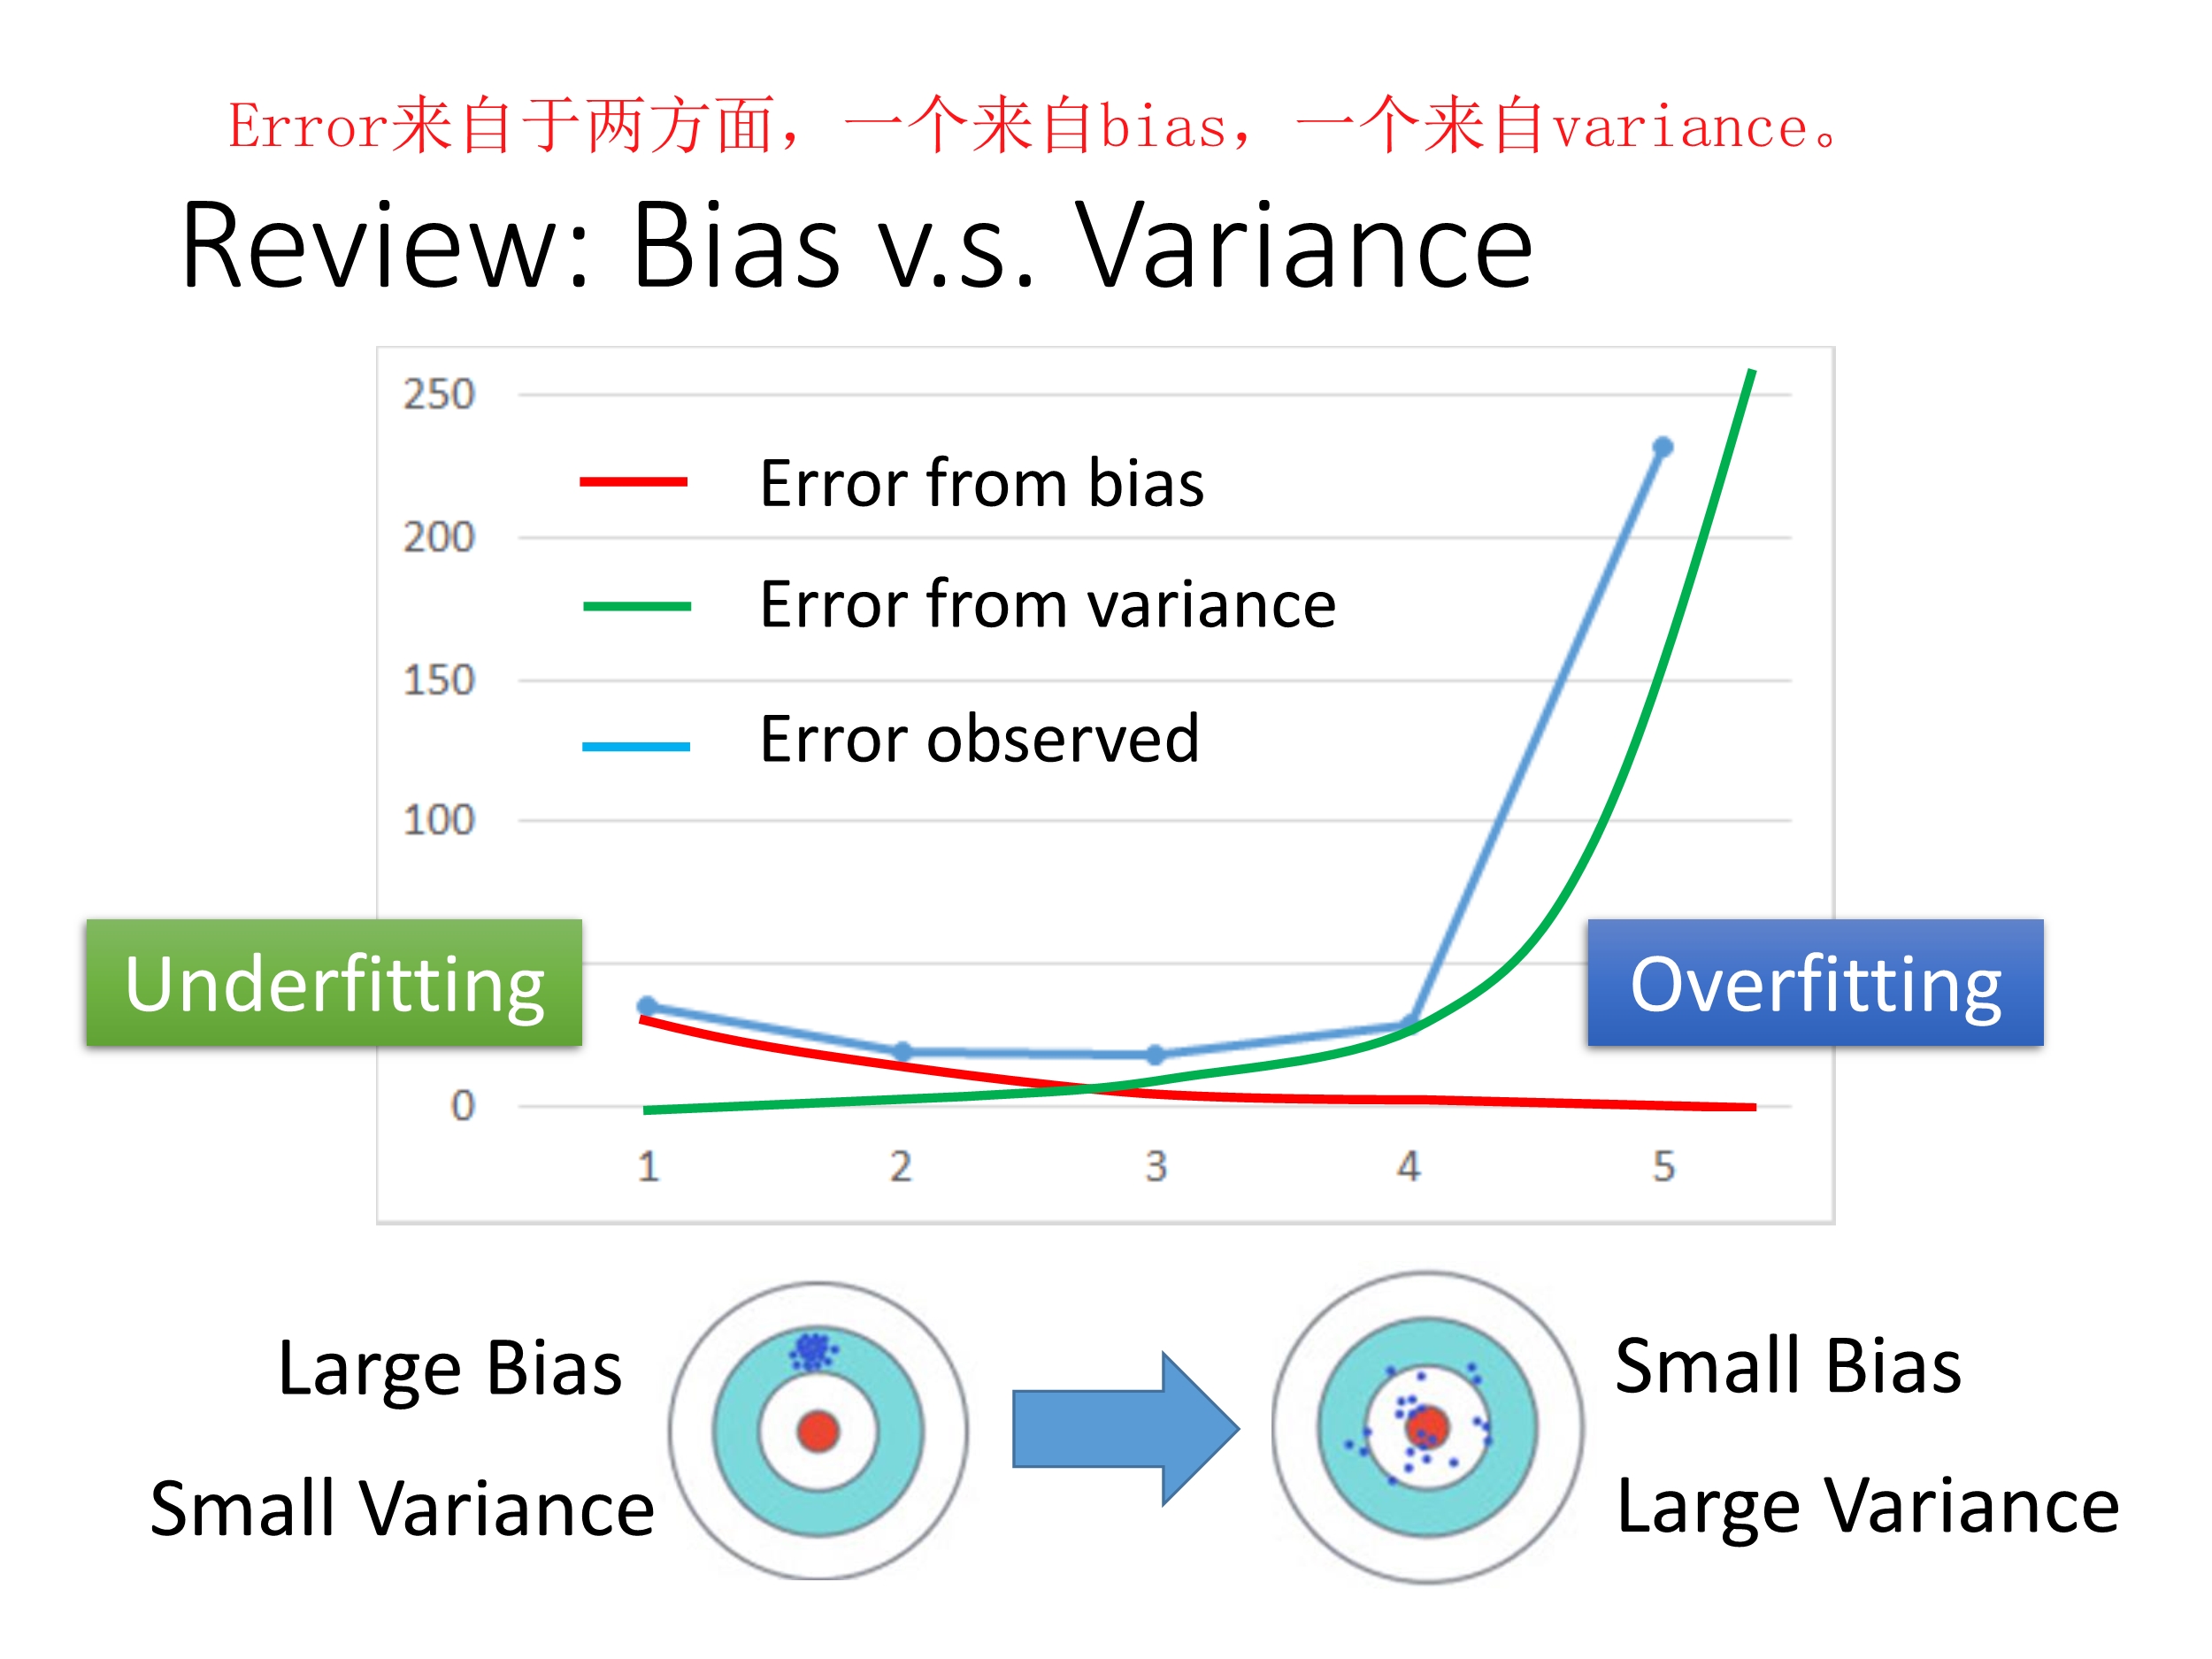 Error来自于两方面，一个来自bias，一个来自variance。
Review: Bias v.s. Variance
250
Error from bias
200
Error from variance
150
Error observed
100
Underfitting
Overfitting
0
1 2 3 4 5
Large Bias
Small Variance
Small Bias
Large Variance